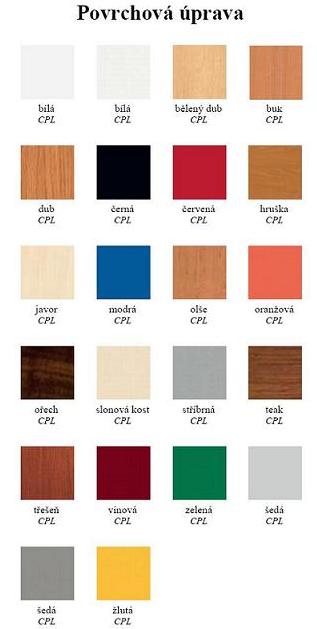 Povrchová úprava
bílá bílá bělený dub buk
CPL CPL CPL CPL
dub černá červená hruška
CPL CPL CPL CPL
javor modrá olše oranžová
CPL CPL CPL CPL
ořech slonová kost stříbrná teak
CPL CPL CPL CPL
třešeň vínová zelená šedá
CPL CPL CPL CPL
šedá žlutá
CPL CPL